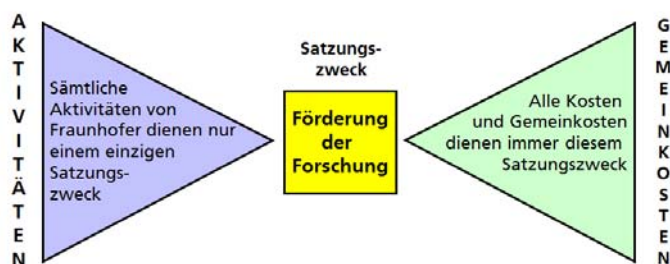 AKTIVITÄTEN
Sämtliche
Aktivitäten von
Fraunhofer dienen nur
einem einzigen
Satzungs-
zweck
Satzungs-
zweck
Förderung
der
Forschung
Alle Kosten
und Gemeinkosten
dienen immer diesem
Satzungszweck
GEMEINKOSTEN